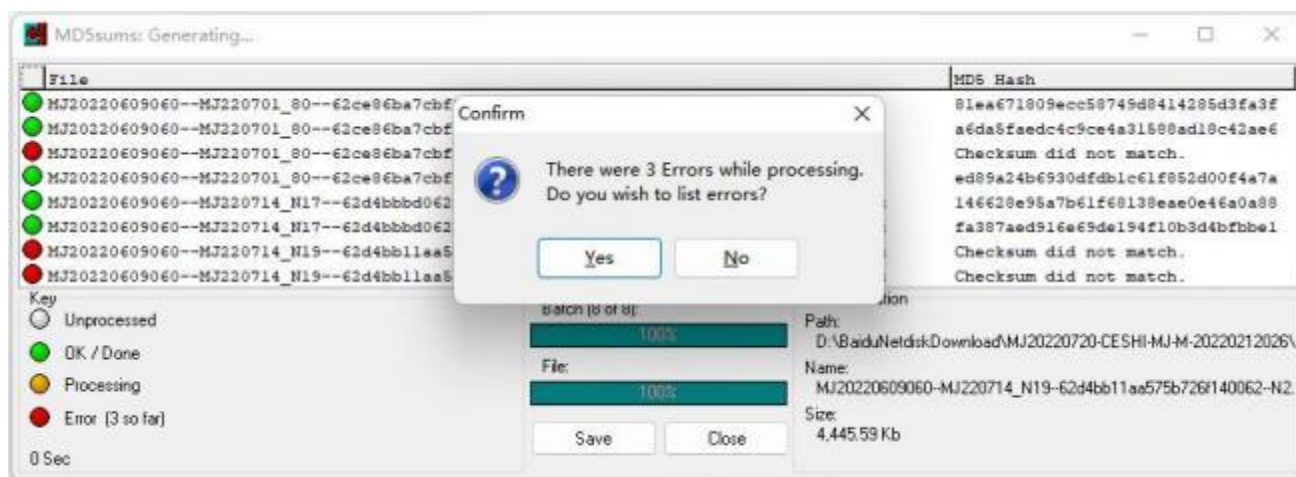 MD5sums: Generating...
File MD5 Hash
MJ20220609060--MJ220701_80--62ce86ba7cbf 81ea671809ecc58749d8414285d3fa3f
MJ20220609060--MJ220701_80--62ce86ba7cbf a6da5faedc4c9ce4a31588ad18c42ae6
MJ20220609060--MJ220701_80--62ce86ba7cbf Checksum did not match.
MJ20220609060--MJ220701_80--62ce86ba7cbf ed89a24b6930dfdb1c61f852d00f4a7a
MJ20220609060--MJ220714_N17--62d4bbbd062 146628e95a7b61f68138eae0e46a0a88
MJ20220609060--MJ220714_N17--62d4bbbd062 fa387aed916e69de194f10b3d4bfbbe1
MJ20220609060--MJ220714_N19--62d4bb11aa5 Checksum did not match.
MJ20220609060--MJ220714_N19--62d4bb11aa5 Checksum did not match.
Confirm
There were 3 Errors while processing.
Do you wish to list errors?
Yes No
Key
Unprocessed
OK / Done
Processing
Error (3 so far)
0 Sec
Batch (8 of 8):
100%
File:
100%
Save Close
Path:
D:\BaiduNetdiskDownload\MJ20220720-CESHI-MJ-M-20220212026\
Name:
MJ20220609060--MJ220714_N19--62d4bb11aa575b726f140062--N2.
Size:
4,445.59 Kb